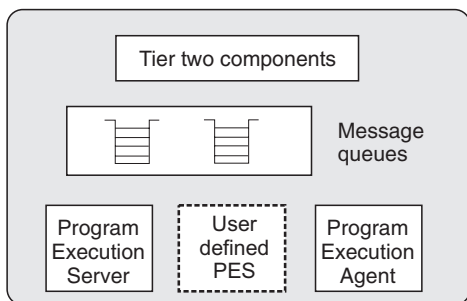 Tier two components
Message
queues
Program
Execution
Server
User
defined
PES
Program
Execution
Agent